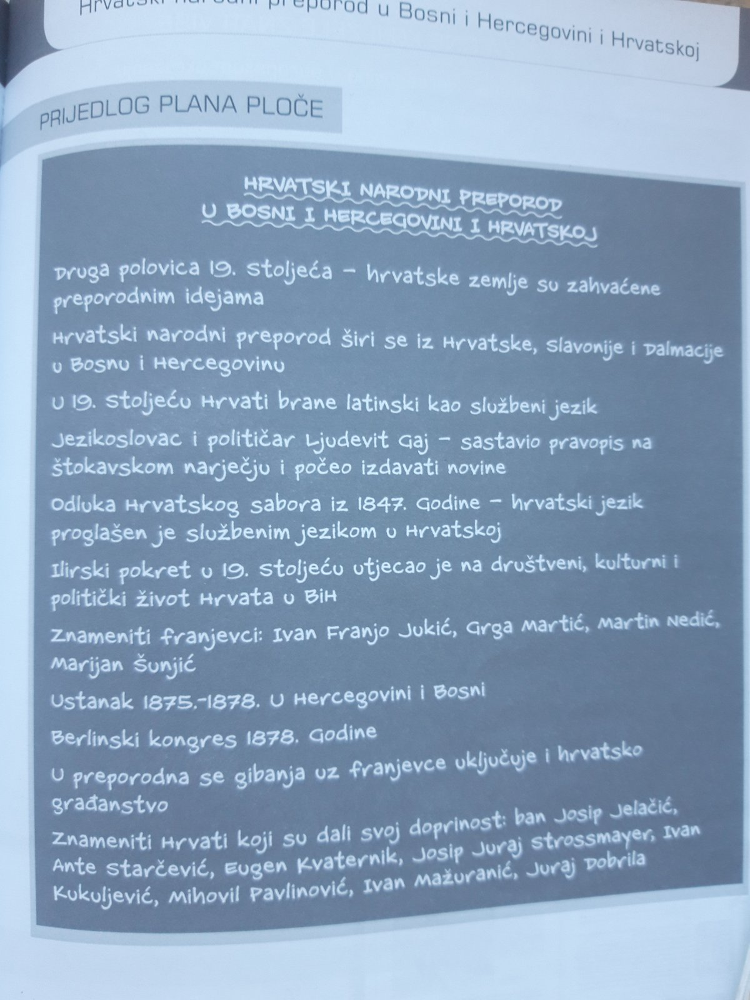 Hrvatski narodni preporod u Bosni i Hercegovini i Hrvatskoj
PRIJEDLOG PLANA PLOČE
HRVATSKI NARODNI PREPOROD
U BOSNI I HERCEGOVINI I HRVATSKOJ
Druga polovica 19. Stoljeća – hrvatske zemlje su zahvaćene
preporodnim idejama
Hrvatski narodni preporod širi se iz Hrvatske, Slavonije i Dalmacije
u Bosnu i Hercegovinu
U 19. Stoljeću Hrvati brane latinski kao službeni jezik
Jezikoslovac i političar Ljudevit Gaj – sastavio pravopis na
štokavskom narječju i počeo izdavati novine
Odluka Hrvatskog sabora iz 1847. Godine – hrvatski jezik
proglašen je službenim jezikom u Hrvatskoj
Ilirski pokret u 19. Stoljeću utjecao je na društveni, kulturni i
politički život Hrvata u BiH
Znameniti franjevci: Ivan Franjo Jukić, Grga Martić, Martin Nedić,
Marijan Šunjić
Ustanak 1875.-1878. U Hercegovini i Bosni
Berlinski kongres 1878. Godine
U preporodna se gibanja uz franjevce uključuje i hrvatsko
građanstvo
Znameniti Hrvati koji su dali svoj doprinost: ban Josip Jelačić,
Ante Starčević, Eugen Kvaternik, Josip Juraj Strossmayer, Ivan
Kukuljević, Mihovil Pavlinović, Ivan Mažuranić, Juraj Dobrila